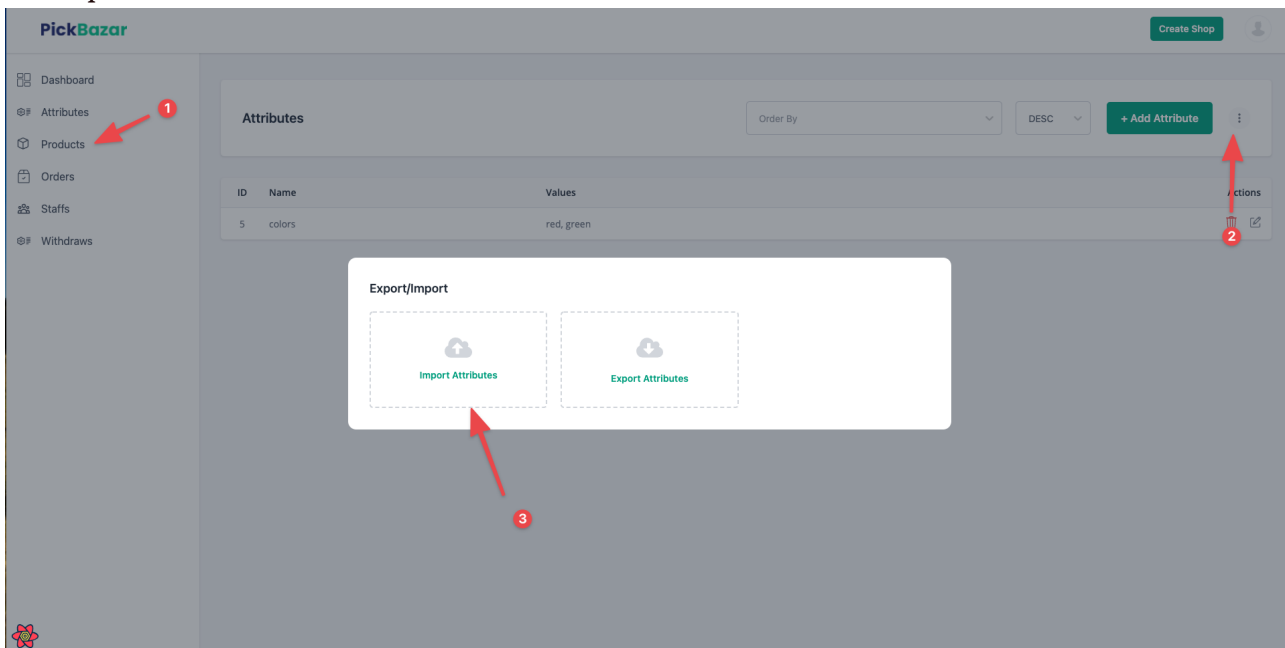 PickBazar
Create Shop
Dashboard
Attributes
1
Products
Orders
Staffs
Withdraws
Attributes
Order By
DESC
+ Add Attribute
ID Name Values Actions
5 colors red, green
2
Export/Import
Import Attributes
Export Attributes
3